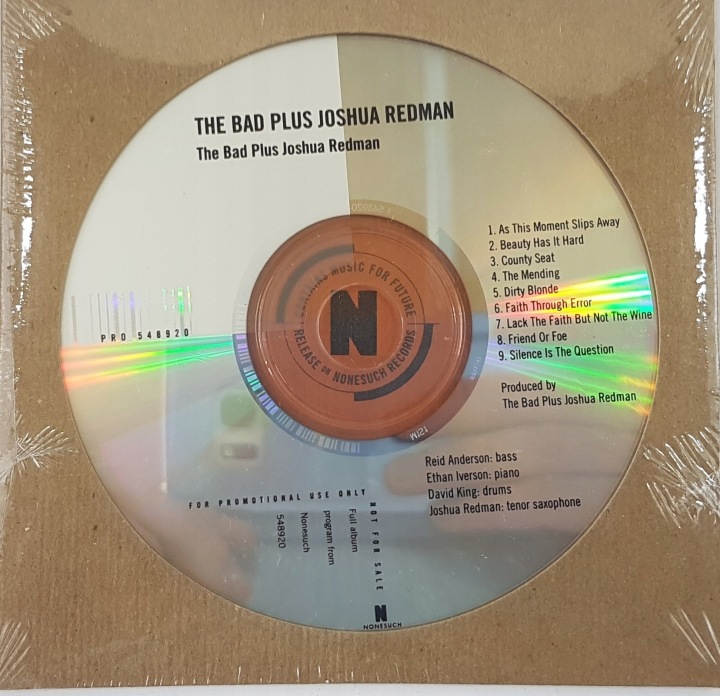 THE BAD PLUS JOSHUA REDMAN
The Bad Plus Joshua Redman
1. As This Moment Slips Away
2. Beauty Has It Hard
3. County Seat
4. The Mending
5. Dirty Blonde
6. Faith Through Error
7. Lack The Faith But Not The Wine
8. Friend Or Foe
9. Silence Is The Question
Produced by
The Bad Plus Joshua Redman
MUSIC FOR FUTURE
RELEASE ON NONESUCH RECORDS
N
PRO 548920
Reid Anderson: bass
Ethan Iverson: piano
David King: drums
Joshua Redman: tenor saxophone
FOR PROMOTIONAL USE ONLY
NOT FOR SALE
Full album
program from
Nonesuch
548920
N
NONESUCH